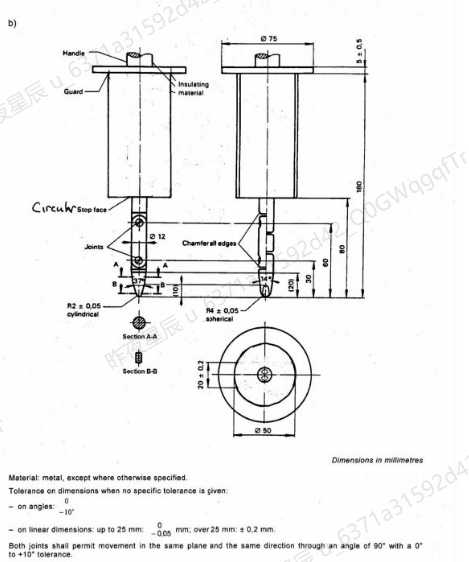 b)
Handle
Guard
Insulating
material
Circular Stop face
Joints
Ø 12
A
A
37°
B
B
(10)
R2 ± 0,05
cylindrical
Section A-A
Section B-B
Ø 75
5 ± 0,5
180
80
60
30
(20)
Chamfer all edges
14°
R4 ± 0,05
spherical
20 ± 0,2
Ø 50
Dimensions in millimetres
Material: metal, except where otherwise specified.
Tolerance on dimensions when no specific tolerance is given:
– on angles: 0 −10'
– on linear dimensions: up to 25 mm: 0 −0,05 mm; over 25 mm: ± 0,2 mm.
Both joints shall permit movement in the same plane and the same direction through an angle of 90° with a 0°
to +10° tolerance.